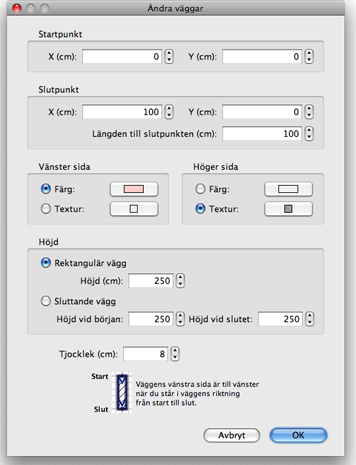 Ändra väggar
Startpunkt
X (cm): 0 Y (cm): 0
Slutpunkt
X (cm): 100 Y (cm): 0
Längden till slutpunkten (cm): 100
Vänster sida Höger sida
Färg: Färg:
Textur: Textur:
Höjd
Rektangulär vägg
Höjd (cm): 250
Sluttande vägg
Höjd vid början: 250 Höjd vid slutet: 250
Tjocklek (cm): 8
Start
Slut
Väggens vänstra sida är till vänster
när du står i väggens riktning
från start till slut.
Avbryt OK